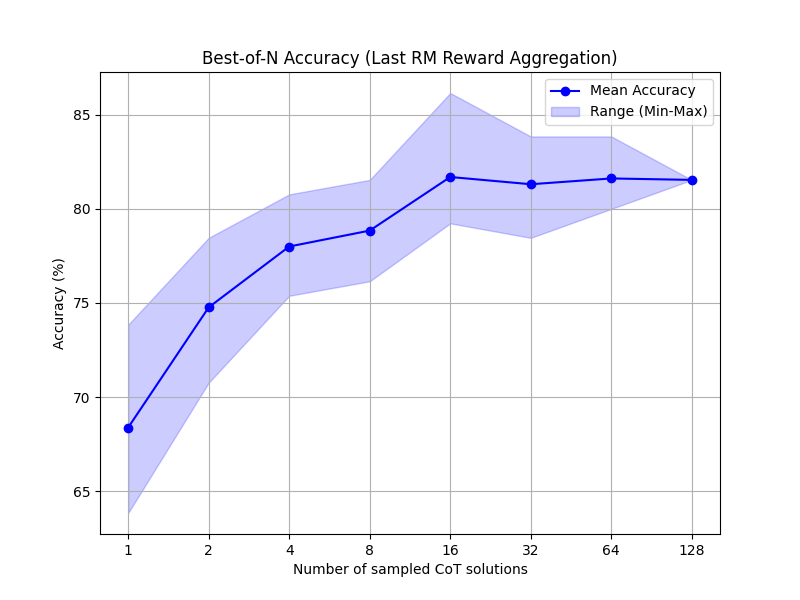 Best-of-N Accuracy (Last RM Reward Aggregation)
Mean Accuracy
Range (Min-Max)
Accuracy (%)
85
80
75
70
65
1 2 4 8 16 32 64 128
Number of sampled CoT solutions